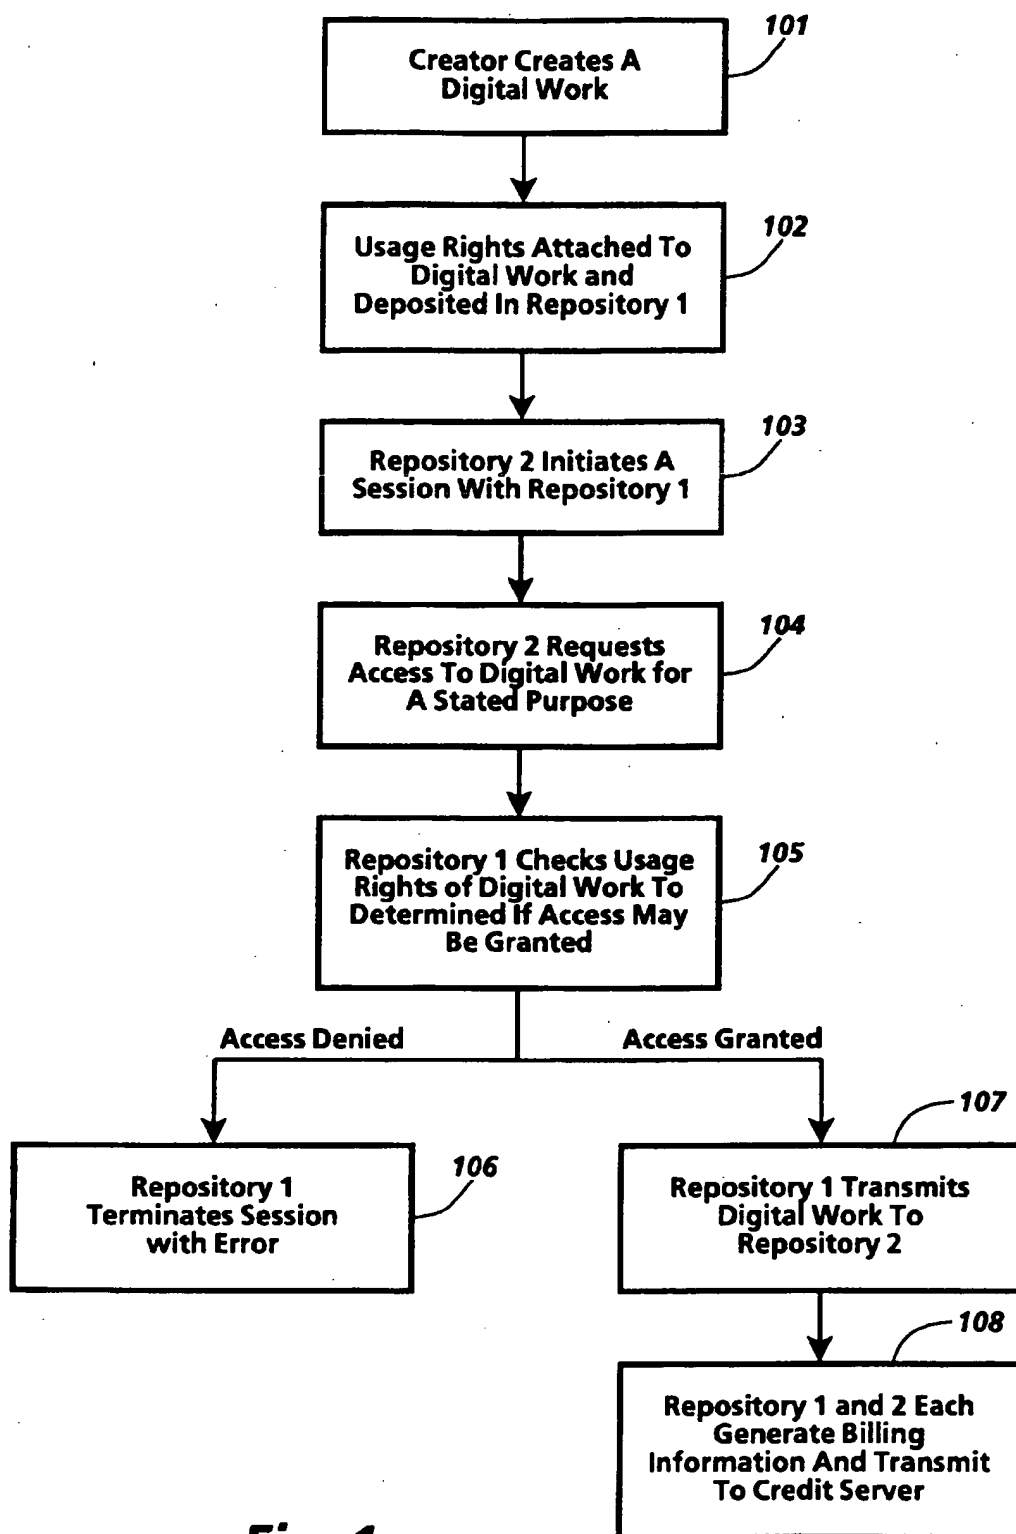 101
Creator Creates A
Digital Work
102
Usage Rights Attached To
Digital Work and
Deposited In Repository 1
103
Repository 2 Initiates A
Session With Repository 1
104
Repository 2 Requests
Access To Digital Work for
A Stated Purpose
105
Repository 1 Checks Usage
Rights of Digital Work To
Determined If Access May
Be Granted
Access Denied
Access Granted
106
Repository 1
Terminates Session
with Error
107
Repository 1 Transmits
Digital Work To
Repository 2
108
Repository 1 and 2 Each
Generate Billing
Information And Transmit
To Credit Server